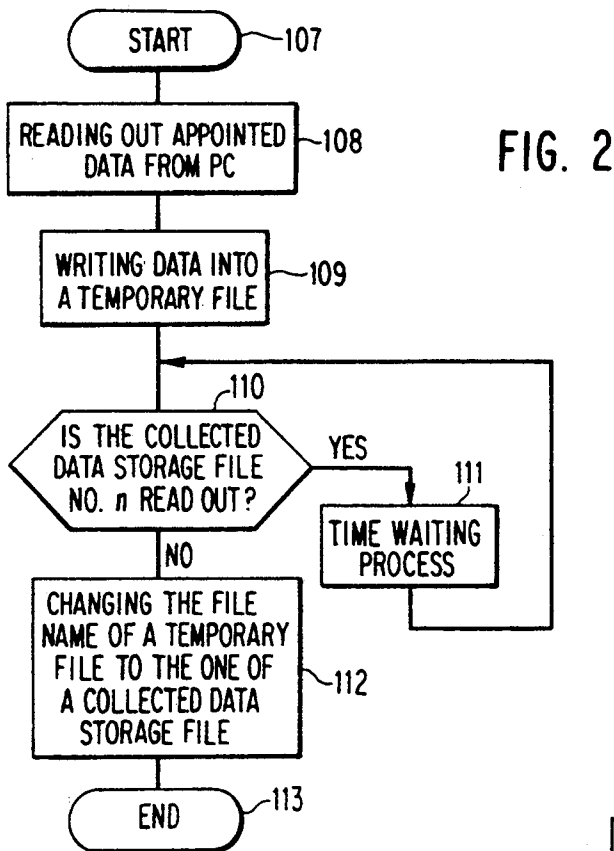 START
107
READING OUT APPOINTED
DATA FROM PC
108
FIG. 2
WRITING DATA INTO
A TEMPORARY FILE
109
110
IS THE COLLECTED
DATA STORAGE FILE
NO. n READ OUT?
YES
111
TIME WAITING
PROCESS
NO
CHANGING THE FILE
NAME OF A TEMPORARY
FILE TO THE ONE OF
A COLLECTED DATA
STORAGE FILE
112
END
113